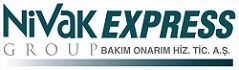 NiVAK EXPRESS
GROUP BAKIM ONARIM HİZ. TİC. A.Ş.